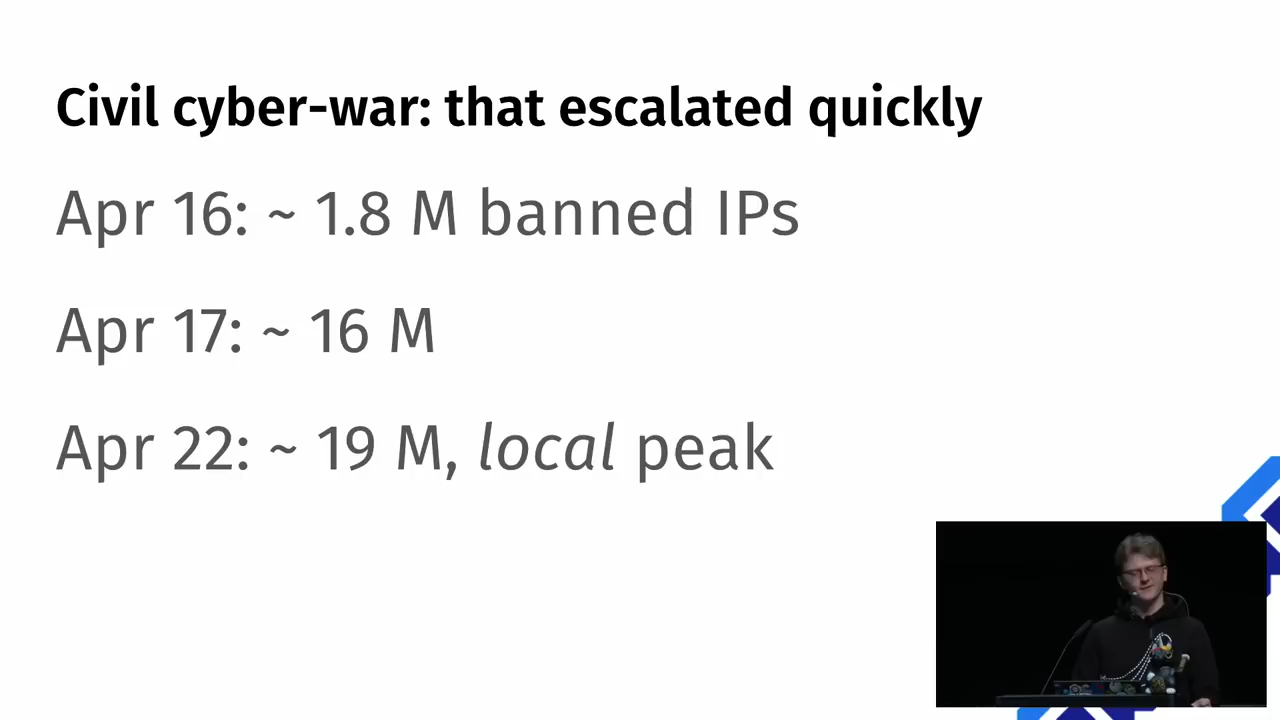 Civil cyber-war: that escalated quickly
Apr 16: ~ 1.8 M banned IPs
Apr 17: ~ 16 M
Apr 22: ~ 19 M, local peak